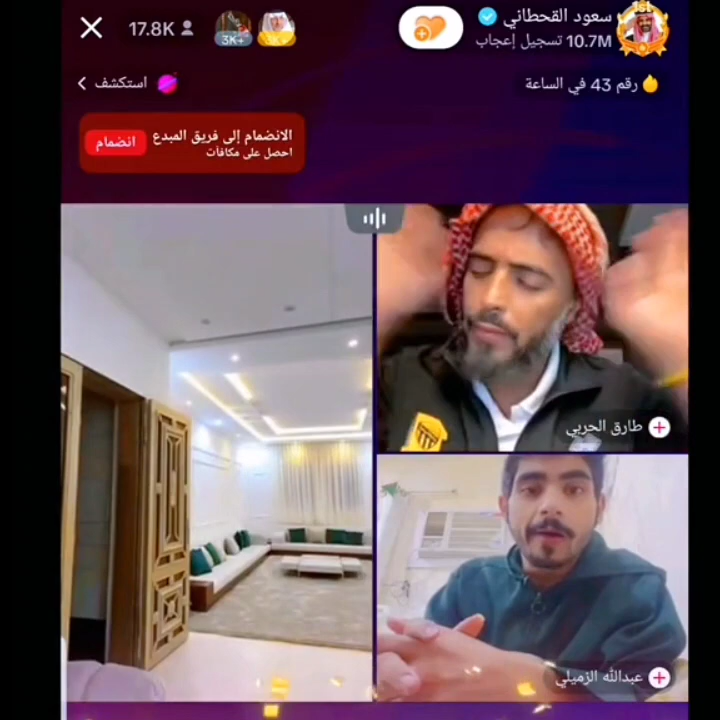 سعود القحطاني
10.7M تسجيل إعجاب
17.8K
3K+
رقم 43 في الساعة
استكشف
الانضمام إلى فريق المبدع
احصل على مكافآت
انضمام
طارق الحربي
عبدالله الزميلي